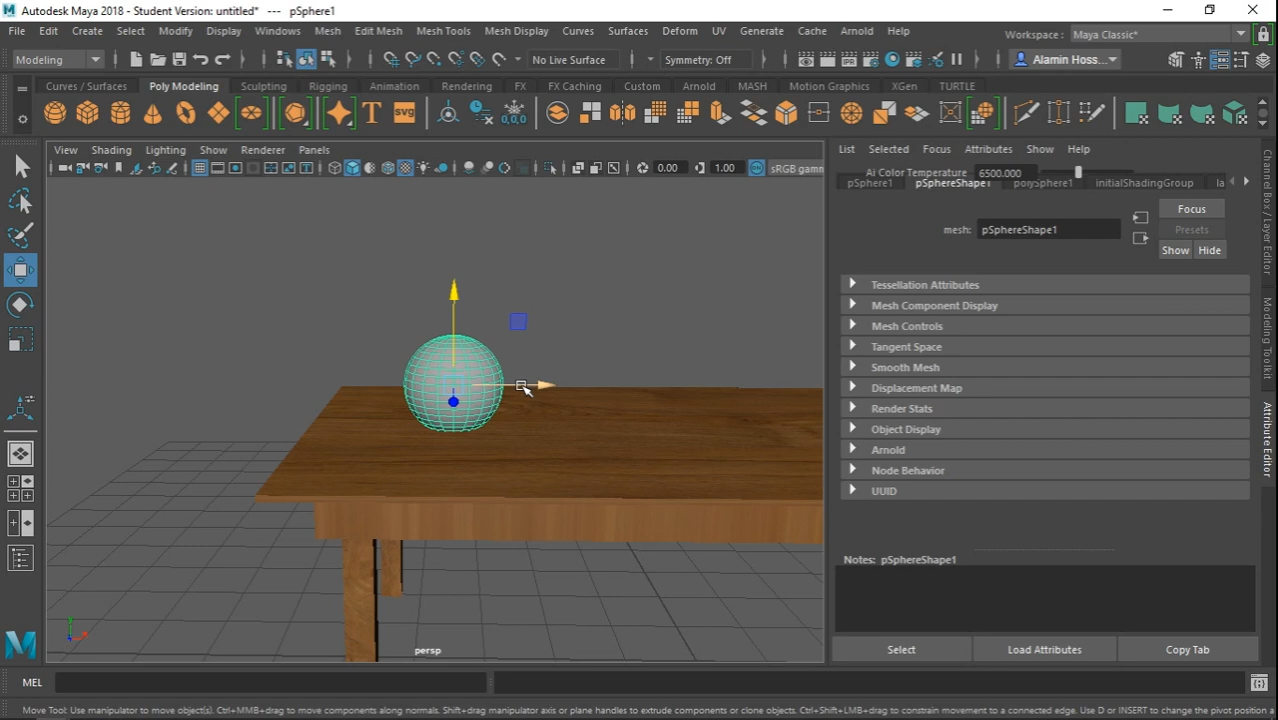 Autodesk Maya 2018 - Student Version: untitled* --- pSphere1
File Edit Create Select Modify Display Windows Mesh Edit Mesh Mesh Tools Mesh Display Curves Surfaces Deform UV Generate Cache Arnold Help
Workspace : Maya Classic*
Modeling No Live Surface Symmetry: Off Alamin Hoss...
Curves / Surfaces Poly Modeling Sculpting Rigging Animation Rendering FX FX Caching Custom Arnold MASH Motion Graphics XGen TURTLE
T SVG 0,0,0
View Shading Lighting Show Renderer Panels
0.00 1.00 sRGB gamm
List Selected Focus Attributes Show Help
Ai Color Temperature 6500.000
pSphere1 pSphereShape1 polySphere1 initialShadingGroup la
Focus
mesh: pSphereShape1
Presets
Show Hide
Tessellation Attributes
Mesh Component Display
Mesh Controls
Tangent Space
Smooth Mesh
Displacement Map
Render Stats
Object Display
Arnold
Node Behavior
UUID
Notes: pSphereShape1
Select Load Attributes Copy Tab
Channel Box / Layer Editor
Modeling Toolkit
Attribute Editor
persp
MEL
Move Tool: Use manipulator to move object(s). Ctrl+MMB+drag to move components along normals. Shift+drag manipulator axis or plane handles to extrude components or clone objects. Ctrl+Shift+LMB+drag to constrain movement to a connected edge. Use D or INSERT to change the pivot position a